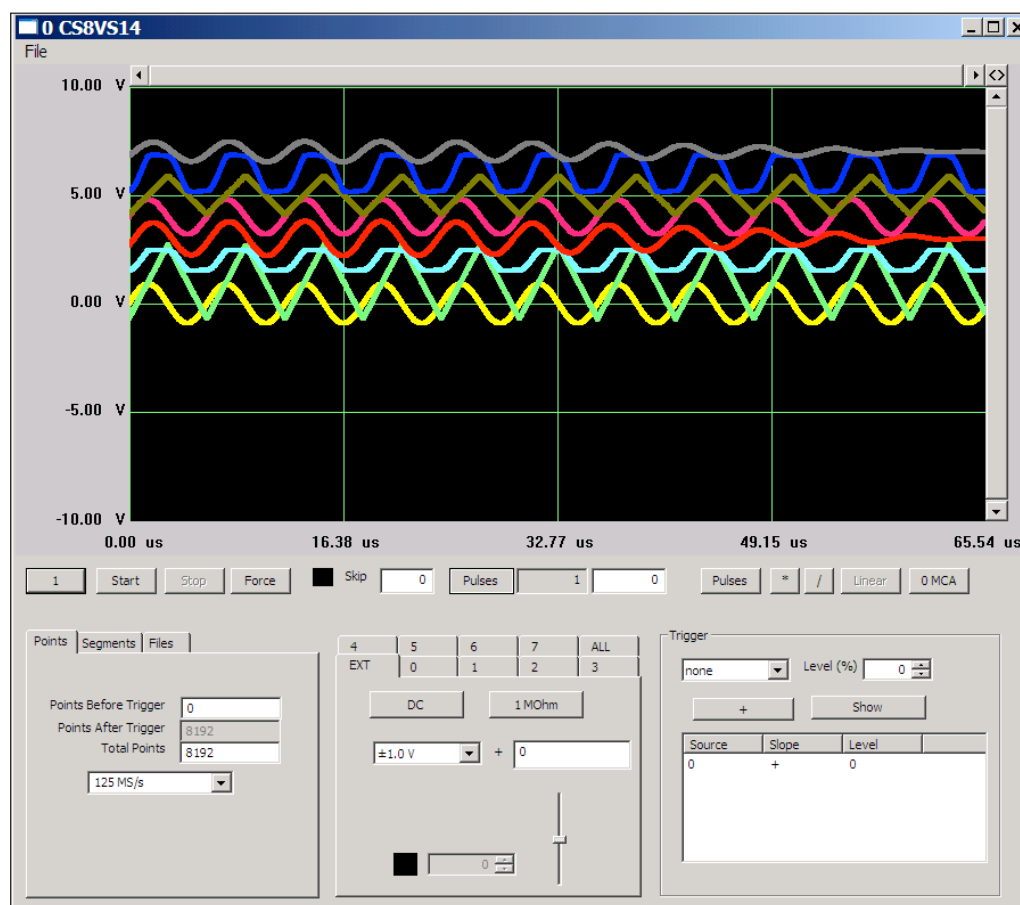 0 CS8VS14
File
10.00 V
5.00 V
0.00 V
-5.00 V
-10.00 V
0.00 us 16.38 us 32.77 us 49.15 us 65.54 us
1 Start Stop Force Skip 0 Pulses 1 0 Pulses * / Linear 0 MCA
Points Segments Files
Points Before Trigger 0
Points After Trigger 8192
Total Points 8192
125 MS/s
4 5 6 7 ALL
EXT 0 1 2 3
DC 1 MOhm
±1.0 V + 0
0
Trigger
none Level (%) 0
+ Show
Source Slope Level
0 + 0